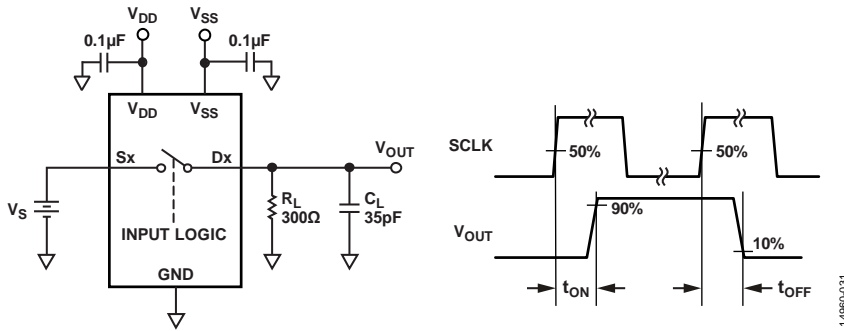 VDD
VSS
0.1µF
0.1µF
VDD
VSS
Sx
Dx
VOUT
VS
RL
300Ω
CL
35pF
INPUT LOGIC
GND
SCLK
50%
50%
VOUT
90%
10%
tON
tOFF
14960-031